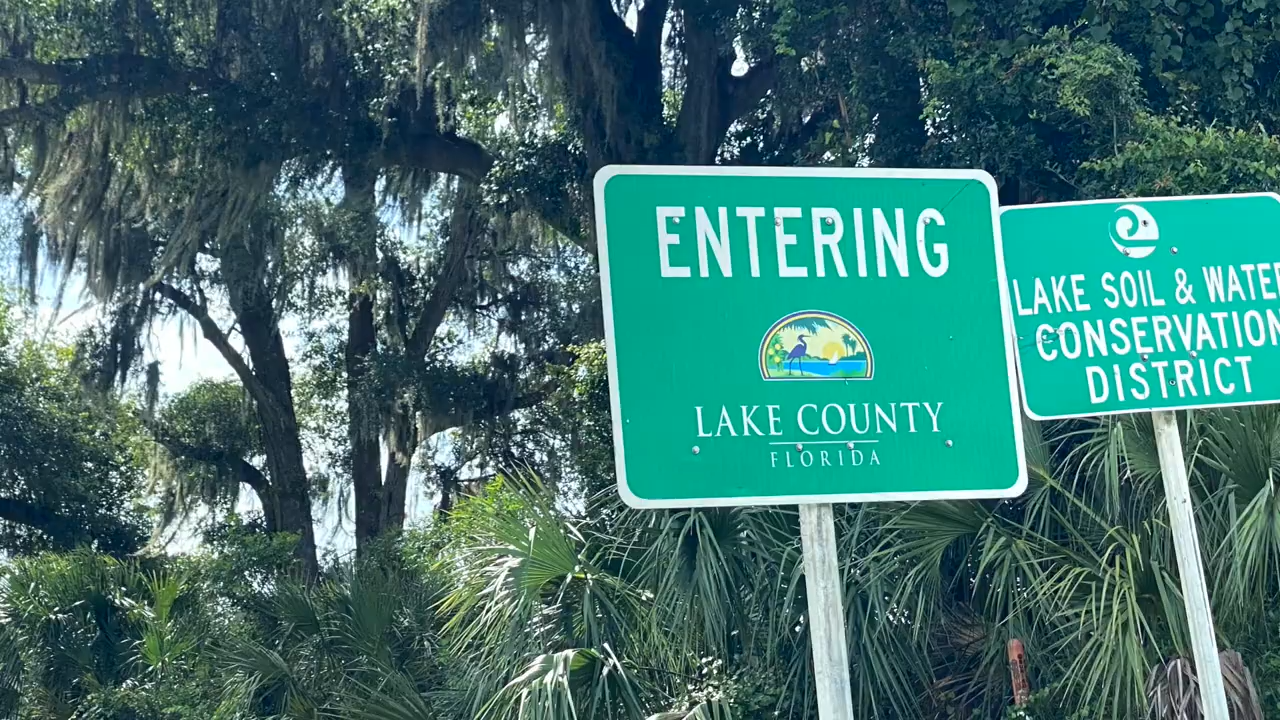 ENTERING
LAKE COUNTY
FLORIDA
LAKE SOIL & WATER
CONSERVATION
DISTRICT